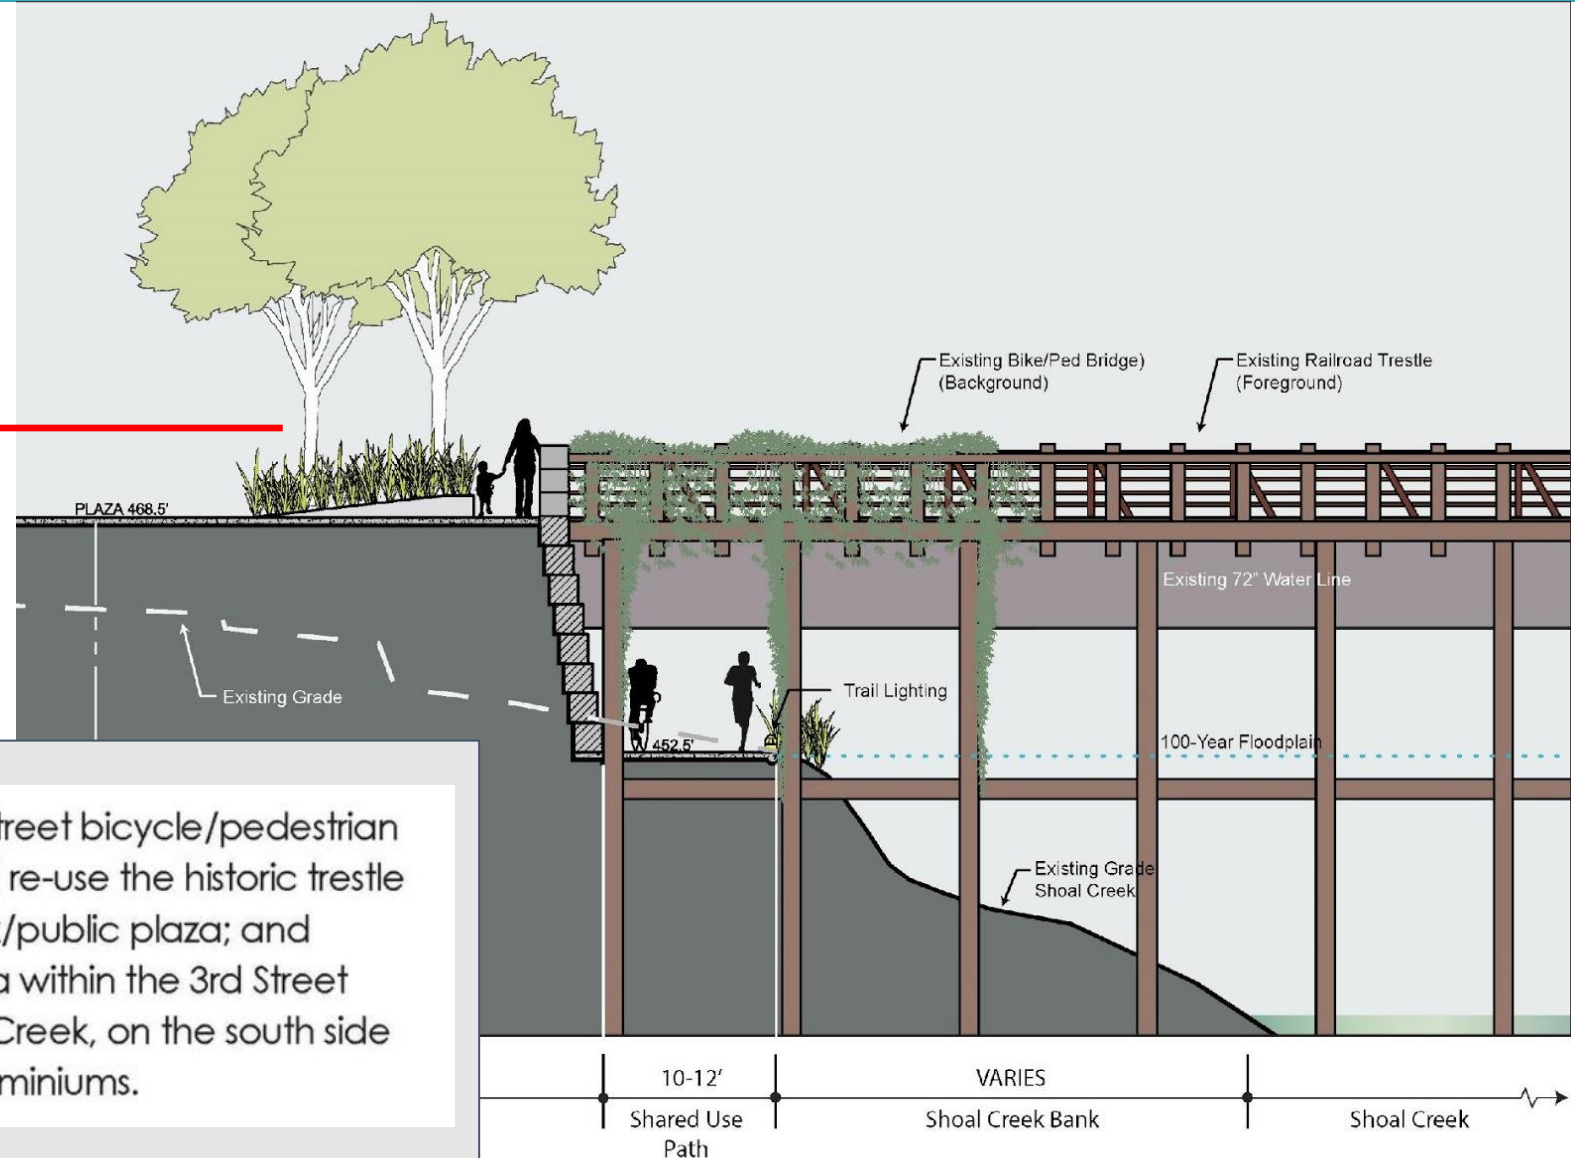 Existing Bike/Ped Bridge)
(Background)
Existing Railroad Trestle
(Foreground)
PLAZA 468.5'
Existing 72" Water Line
Existing Grade
Trail Lighting
452.5'
100-Year Floodplain
Existing Grade
Shoal Creek
treet bicycle/pedestrian
re-use the historic trestle
/public plaza; and
within the 3rd Street
Creek, on the south side
miniums.
10-12'
Shared Use
Path
VARIES
Shoal Creek Bank
Shoal Creek